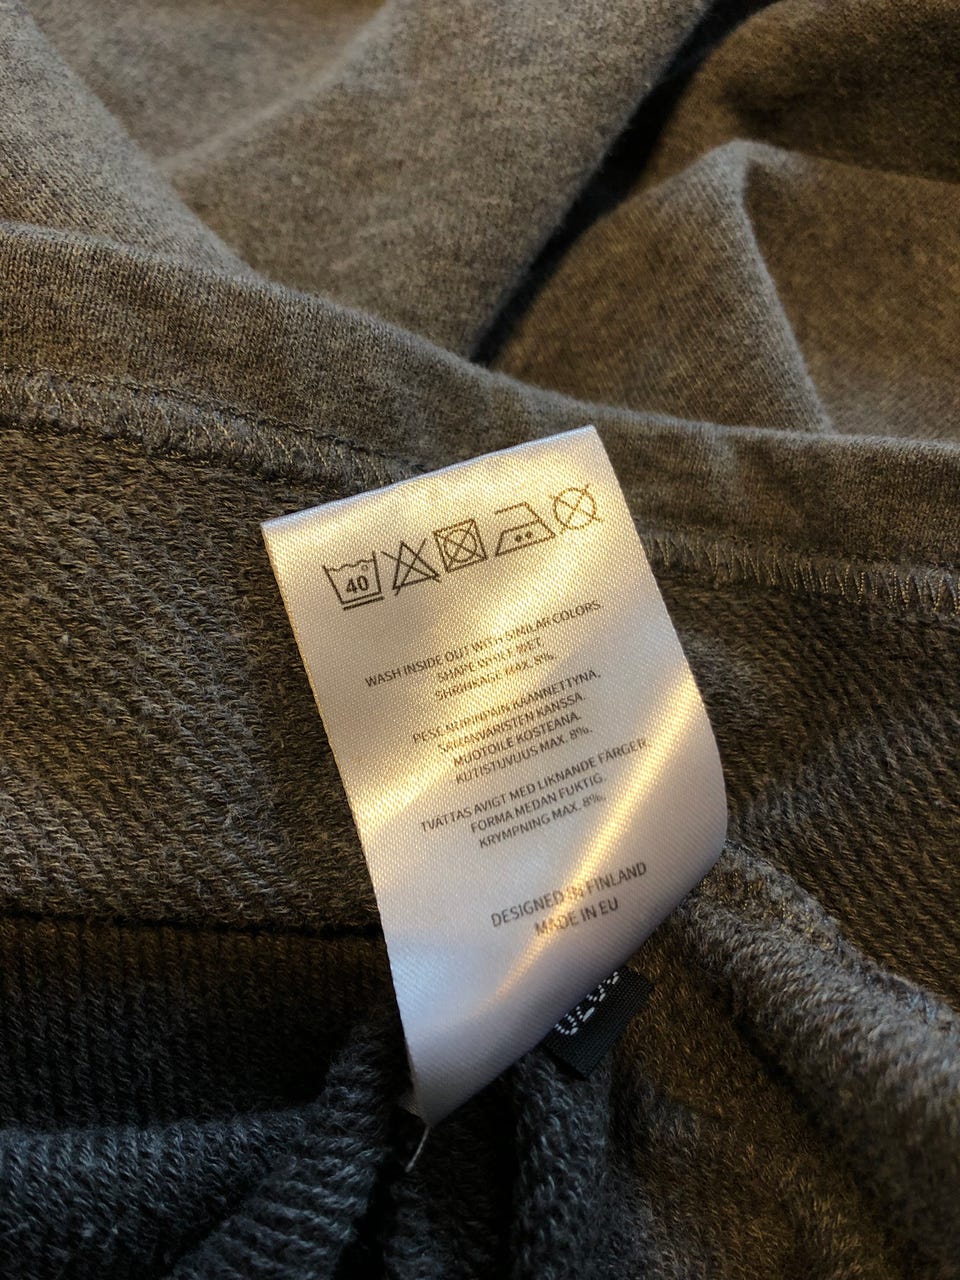 40
WASH INSIDE OUT WITH SIMILAR COLORS.
SHAPE WHILE WET.
SHRINKAGE MAX. 8%.
PESE NURINPÄIN KÄÄNNETTYNÄ,
SAMANVÄRISTEN KANSSA.
MUOTOILE KOSTEANA.
KUTISTUVUUS MAX. 8%.
TVÄTTAS AVIGT MED LIKNANDE FÄRGER.
FORMA MEDAN FUKTIG.
KRYMPNING MAX. 8%.
DESIGNED IN FINLAND
MADE IN EU